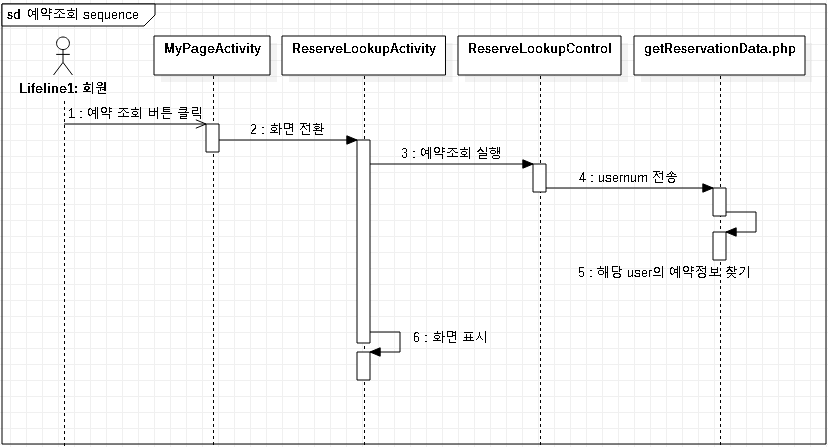 sd 예약조회 sequence
MyPageActivity
ReserveLookupActivity
ReserveLookupControl
getReservationData.php
Lifeline1: 회원
1 : 예약 조회 버튼 클릭
2 : 화면 전환
3 : 예약조회 실행
4 : usernum 전송
5 : 해당 user의 예약정보 찾기
6 : 화면 표시